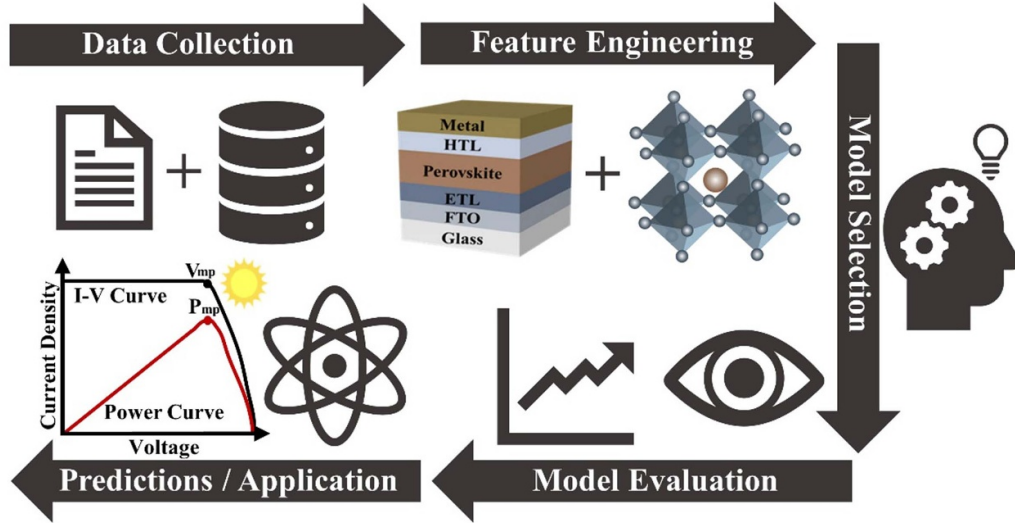 Data Collection
Feature Engineering
Model Selection
Metal
HTL
Perovskite
ETL
FTO
Glass
Vmp
I-V Curve
Pmp
Current Density
Power Curve
Voltage
Predictions / Application
Model Evaluation